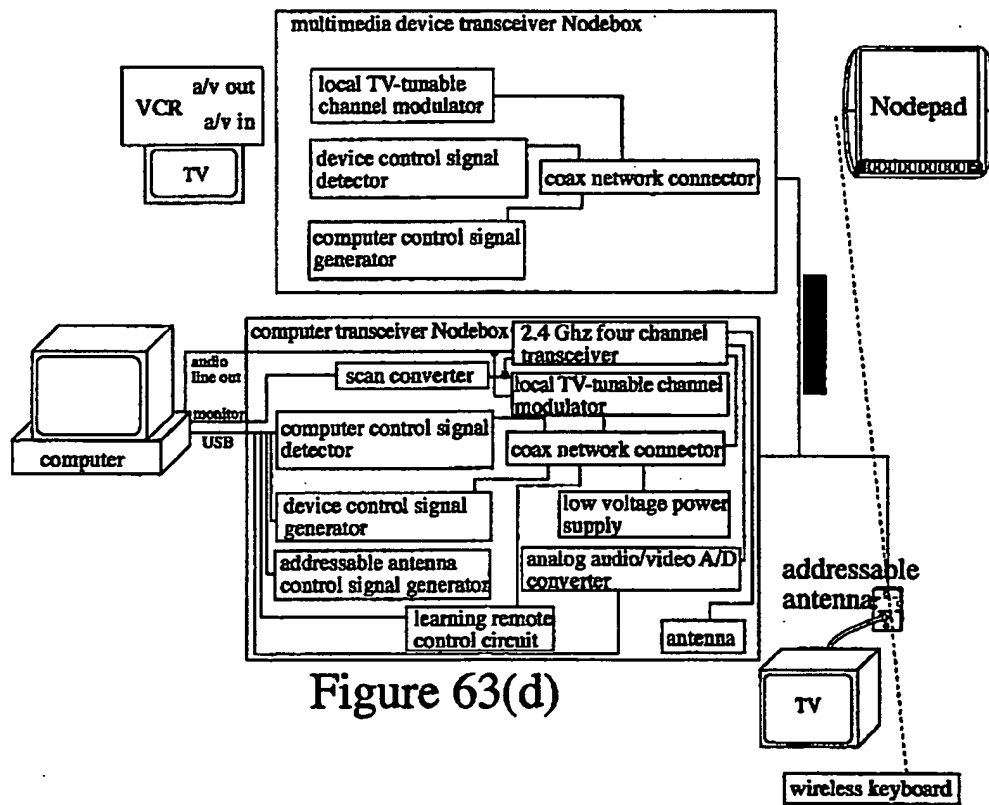 multimedia device transceiver Nodebox
a/v out
VCR
a/v in
TV
local TV-tunable
channel modulator
device control signal
detector
coax network connector
computer control signal
generator
Nodepad
computer transceiver Nodebox
2.4 Ghz four channel
transceiver
audio
line out
scan converter
local TV-tunable channel
modulator
monitor
USB
computer
computer control signal
detector
coax network connector
device control signal
generator
low voltage power
supply
addressable antenna
control signal generator
analog audio/video A/D
converter
learning remote
control circuit
antenna
addressable
antenna
TV
wireless keyboard
Figure 63(d)